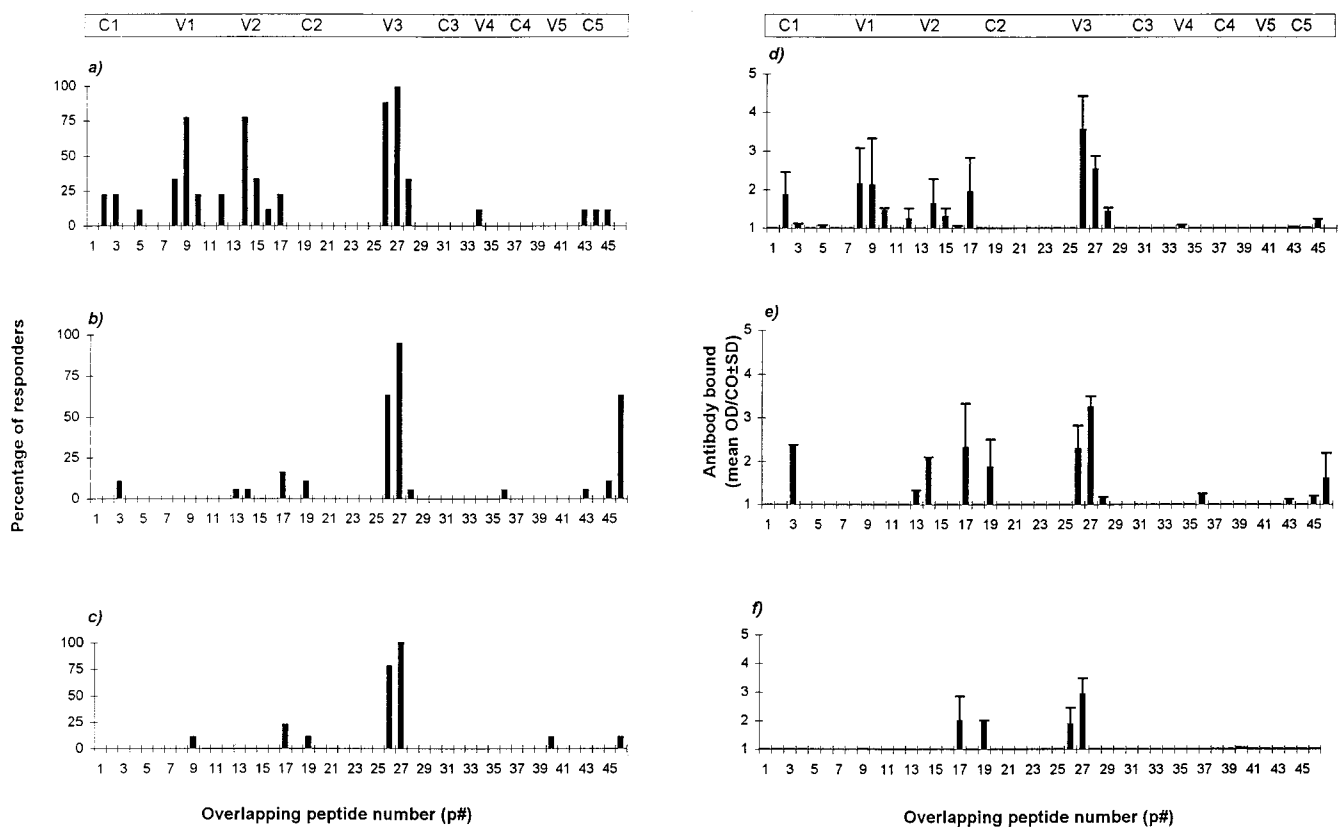 C1 V1 V2 C2 V3 C3 V4 C4 V5 C5
C1 V1 V2 C2 V3 C3 V4 C4 V5 C5
Percentage of responders
a)
100
75
50
25
0
1 3 5 7 9 11 13 15 17 19 21 23 25 27 29 31 33 35 37 39 41 43 45
b)
100
75
50
25
0
1 3 5 7 9 11 13 15 17 19 21 23 25 27 29 31 33 35 37 39 41 43 45
c)
100
75
50
25
0
1 3 5 7 9 11 13 15 17 19 21 23 25 27 29 31 33 35 37 39 41 43 45
Overlapping peptide number (p#)
Antibody bound
(mean OD/CO±SD)
d)
5
4
3
2
1
1 3 5 7 9 11 13 15 17 19 21 23 25 27 29 31 33 35 37 39 41 43 45
e)
5
4
3
2
1
1 3 5 7 9 11 13 15 17 19 21 23 25 27 29 31 33 35 37 39 41 43 45
f)
5
4
3
2
1
1 3 5 7 9 11 13 15 17 19 21 23 25 27 29 31 33 35 37 39 41 43 45
Overlapping peptide number (p#)